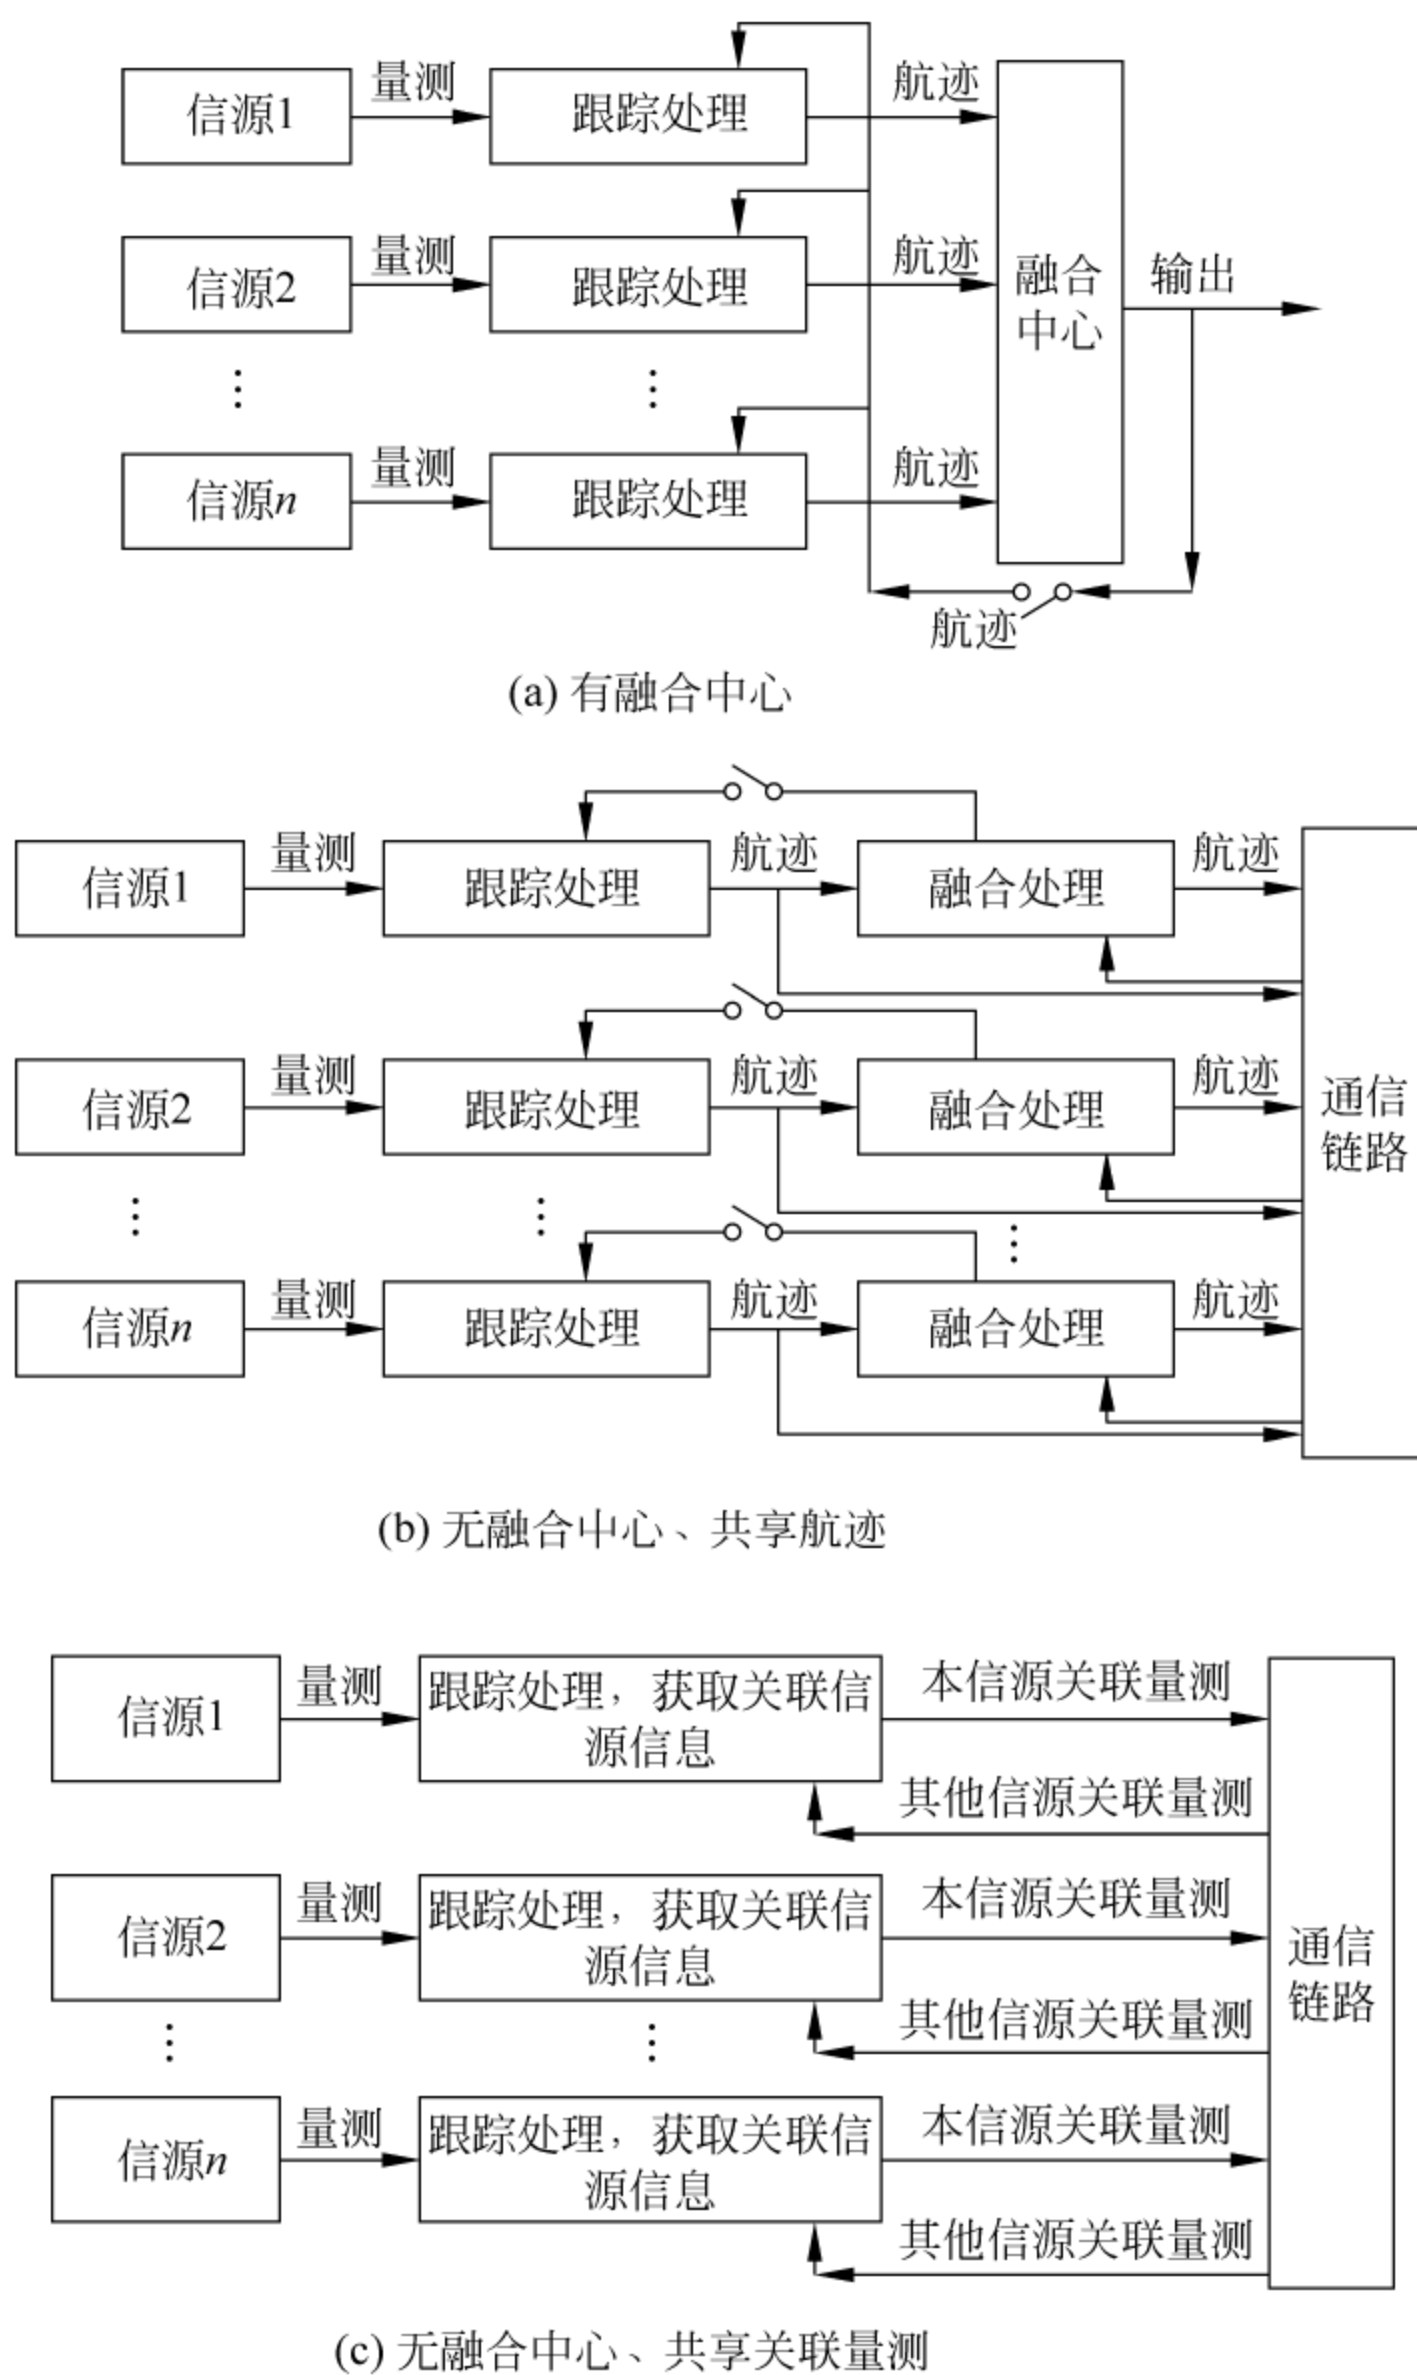 量测
航迹
信源1
跟踪处理
量测
航迹
信源2
跟踪处理
融合
中心
输出
⋮
⋮
量测
航迹
信源n
跟踪处理
航迹
(a) 有融合中心
量测
航迹
航迹
信源1
跟踪处理
融合处理
量测
航迹
航迹
信源2
跟踪处理
融合处理
通信
链路
⋮
⋮
⋮
量测
航迹
航迹
信源n
跟踪处理
融合处理
(b) 无融合中心、共享航迹
信源1
量测
跟踪处理，获取关联信
源信息
本信源关联量测
其他信源关联量测
信源2
量测
跟踪处理，获取关联信
源信息
本信源关联量测
其他信源关联量测
通信
链路
⋮
⋮
信源n
量测
跟踪处理，获取关联信
源信息
本信源关联量测
其他信源关联量测
(c) 无融合中心、共享关联量测